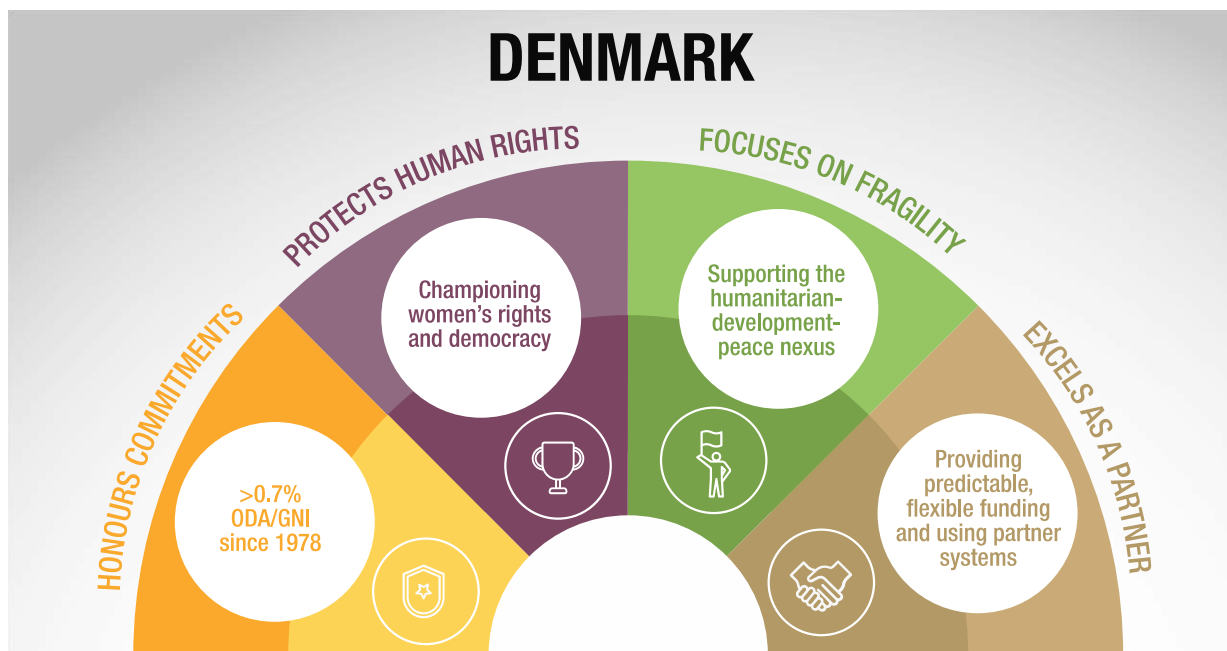 DENMARK
HONOURS COMMITMENTS
>0.7%
ODA/GNI
since 1978
PROTECTS HUMAN RIGHTS
Championing
women’s rights
and democracy
FOCUSES ON FRAGILITY
Supporting the
humanitarian-
development-
peace nexus
EXCELS AS A PARTNER
Providing
predictable,
flexible funding
and using partner
systems